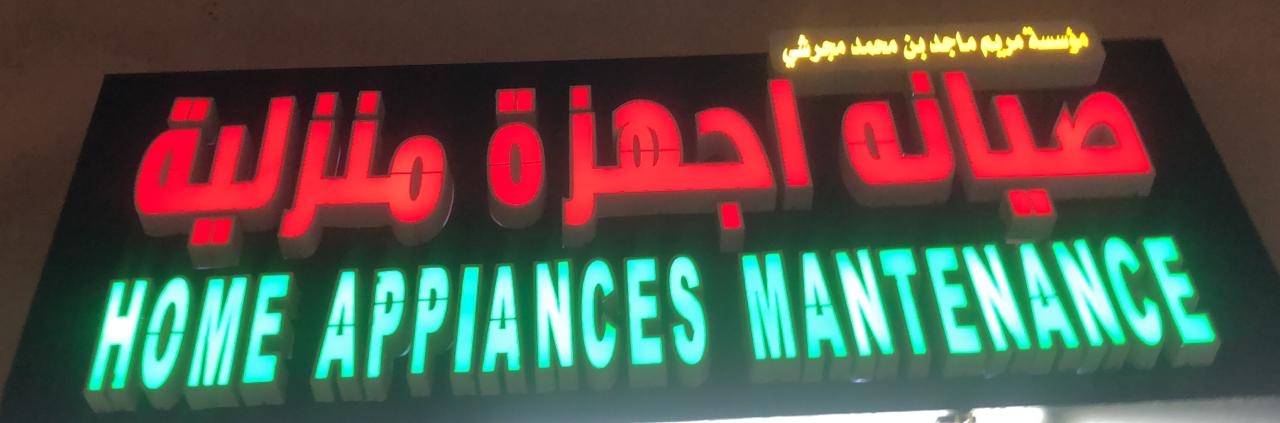 مؤسسة مريم ماجد بن محمد مجرشي
صيانه اجهزة منزلية
HOME APPIANCES MANTENANCE